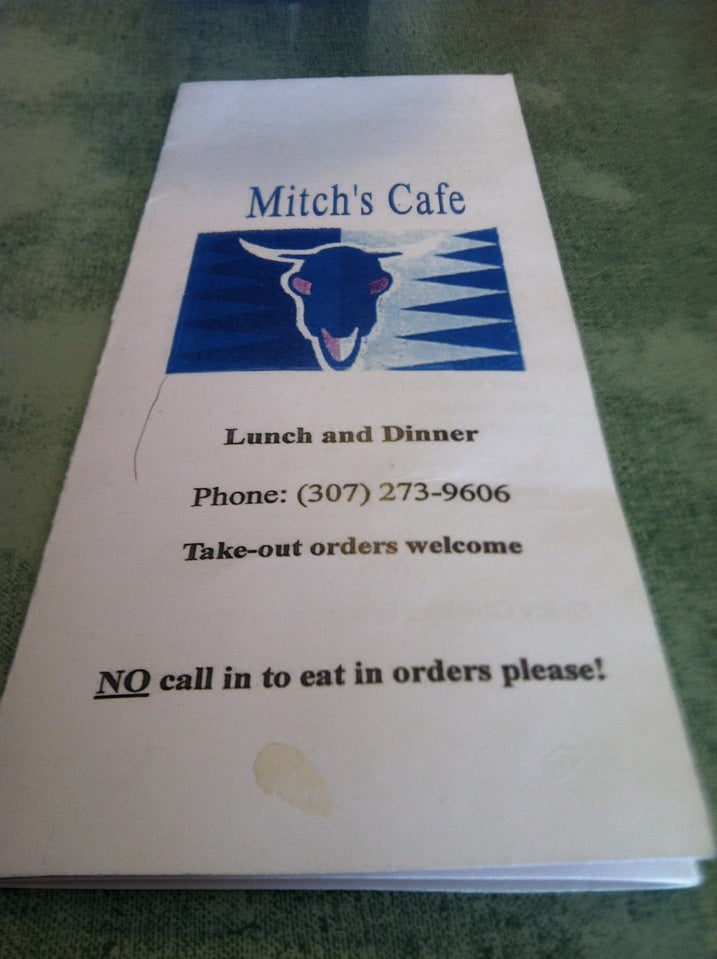 Mitch's Cafe
Lunch and Dinner
Phone: (307) 273-9606
Take-out orders welcome
NO call in to eat in orders please!